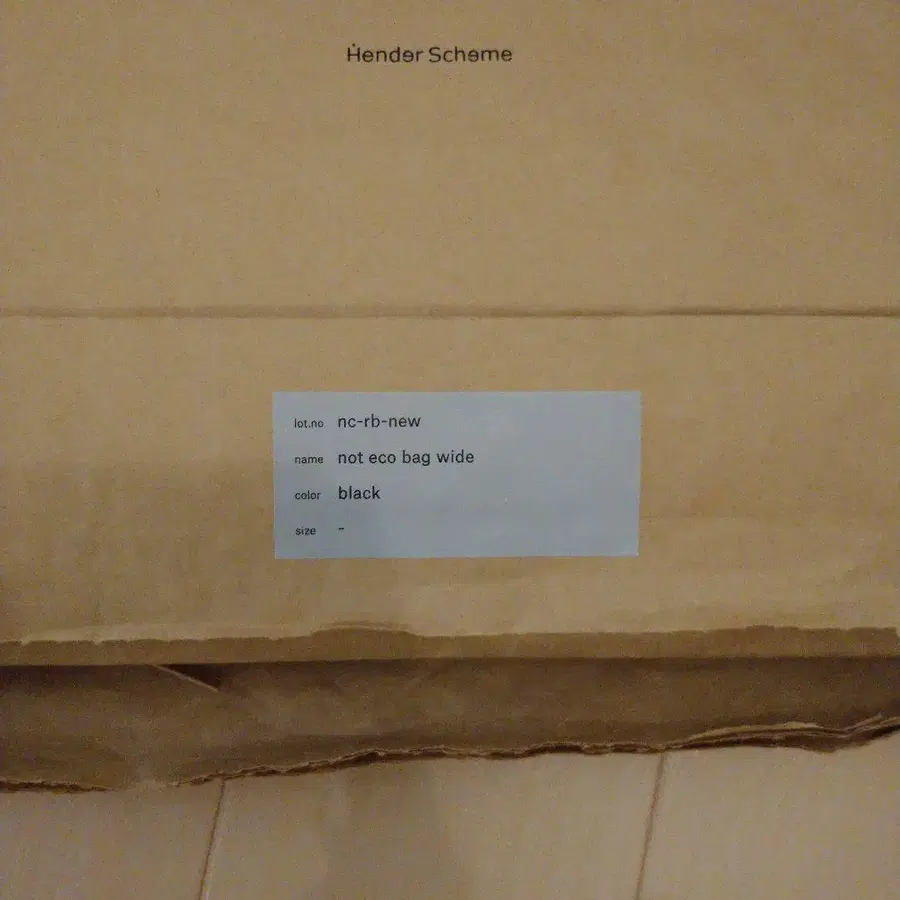 Hender Scheme
lot.no nc-rb-new
name not eco bag wide
color black
size -